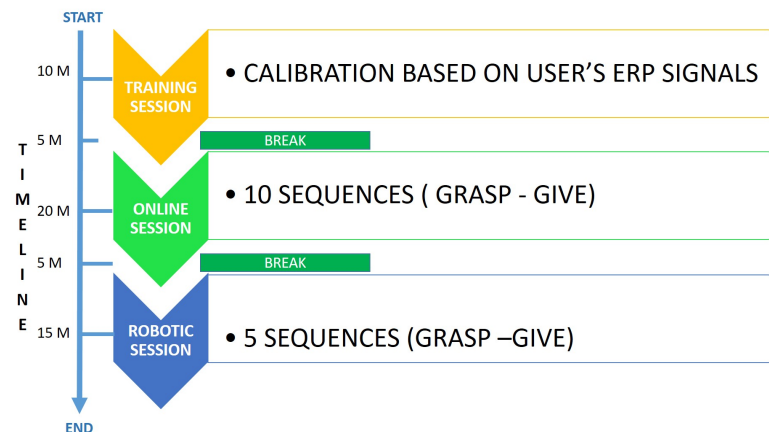 START
10 M
TRAINING
SESSION
• CALIBRATION BASED ON USER'S ERP SIGNALS
5 M
BREAK
TIMELINE
20 M
ONLINE
SESSION
• 10 SEQUENCES ( GRASP - GIVE)
5 M
BREAK
15 M
ROBOTIC
SESSION
• 5 SEQUENCES (GRASP –GIVE)
END